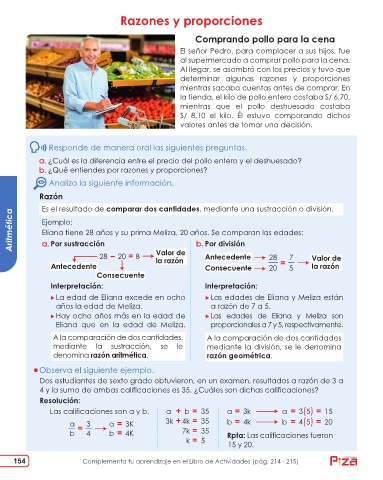 Razones y proporciones
Comprando pollo para la cena
El señor Pedro, para complacer a sus hijos, fue
al supermercado a comprar pollo para la cena.
Al llegar, se asombró con los precios y tuvo que
determinar algunas razones y proporciones
mientras sacaba cuentas antes de comprar. En
la tienda, el kilo de pollo entero costaba S/ 6,70,
mientras que el pollo deshuesado costaba
S/ 8,10 el kilo. Él estuvo comparando dichos
valores antes de tomar una decisión.
Responde de manera oral las siguientes preguntas.
a. ¿Cuál es la diferencia entre el precio del pollo entero y el deshuesado?
b. ¿Qué entiendes por razones y proporciones?
Analiza la siguiente información.
Razón
Es el resultado de comparar dos cantidades, mediante una sustracción o división.
Ejemplo:
Eliana tiene 28 años y su prima Meliza, 20 años. Se comparan las edades:
a. Por sustracción
28 − 20 = 8 → Valor de la razón
Antecedente
Consecuente
Interpretación:
▸ La edad de Eliana excede en ocho
años la edad de Meliza.
▸ Hay ocho años más en la edad de
Eliana que en la edad de Meliza.
A la comparación de dos cantidades,
mediante la sustracción, se le
denomina razón aritmética.
b. Por división
Antecedente → 28 = 7 → Valor de
Consecuente → 20 5 la razón
Interpretación:
▸ Las edades de Eliana y Meliza están
a razón de 7 a 5.
▸ Las edades de Eliana y Meliza son
proporcionales a 7 y 5, respectivamente.
A la comparación de dos cantidades
mediante la división, se le denomina
razón geométrica.
Observa el siguiente ejemplo.
Dos estudiantes de sexto grado obtuvieron, en un examen, resultados a razón de 3 a
4 y la suma de ambas calificaciones es 35. ¿Cuáles son dichas calificaciones?
Resolución:
Las calificaciones son a y b.
a = 3 → a = 3K
b 4 b = 4K
a + b = 35
3k + 4k = 35
7k = 35
k = 5
a = 3k → a = 3(5) = 15
b = 4k → b = 4(5) = 20
Rpta: Las calificaciones fueron
15 y 20.
Aritmética
154
Complementa tu aprendizaje en el Libro de Actividades (pág. 214 - 215)
Piza